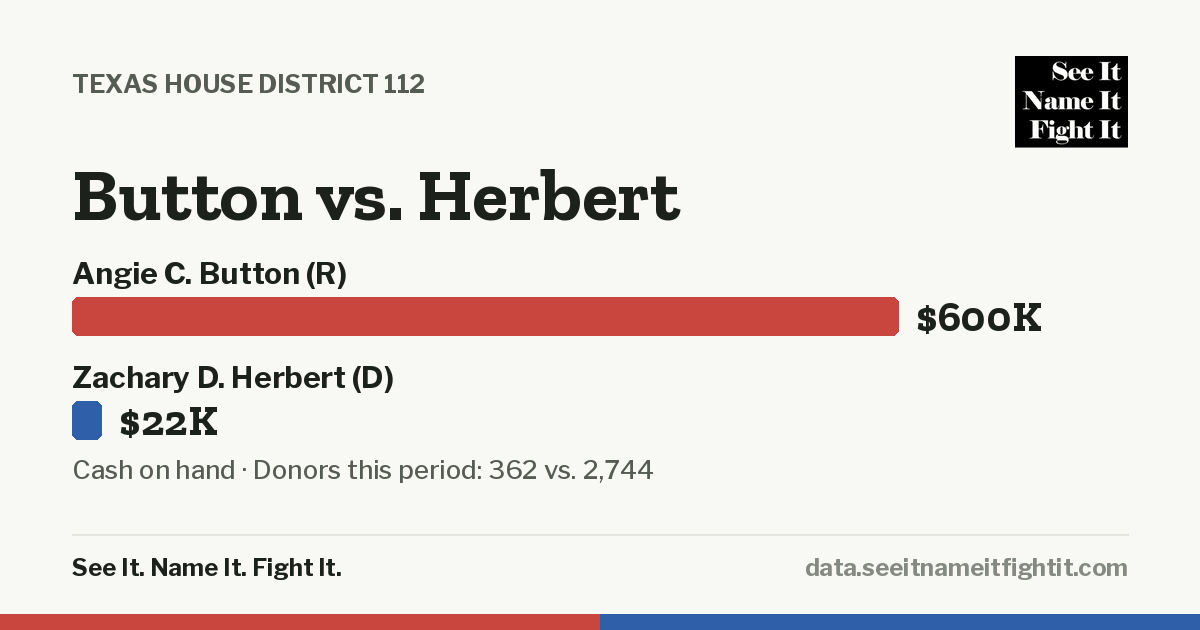 TEXAS HOUSE DISTRICT 112
See It
Name It
Fight It
Button vs. Herbert
Angie C. Button (R)
$600K
Zachary D. Herbert (D)
$22K
Cash on hand · Donors this period: 362 vs. 2,744
See It. Name It. Fight It.
data.seeitnameitfightit.com